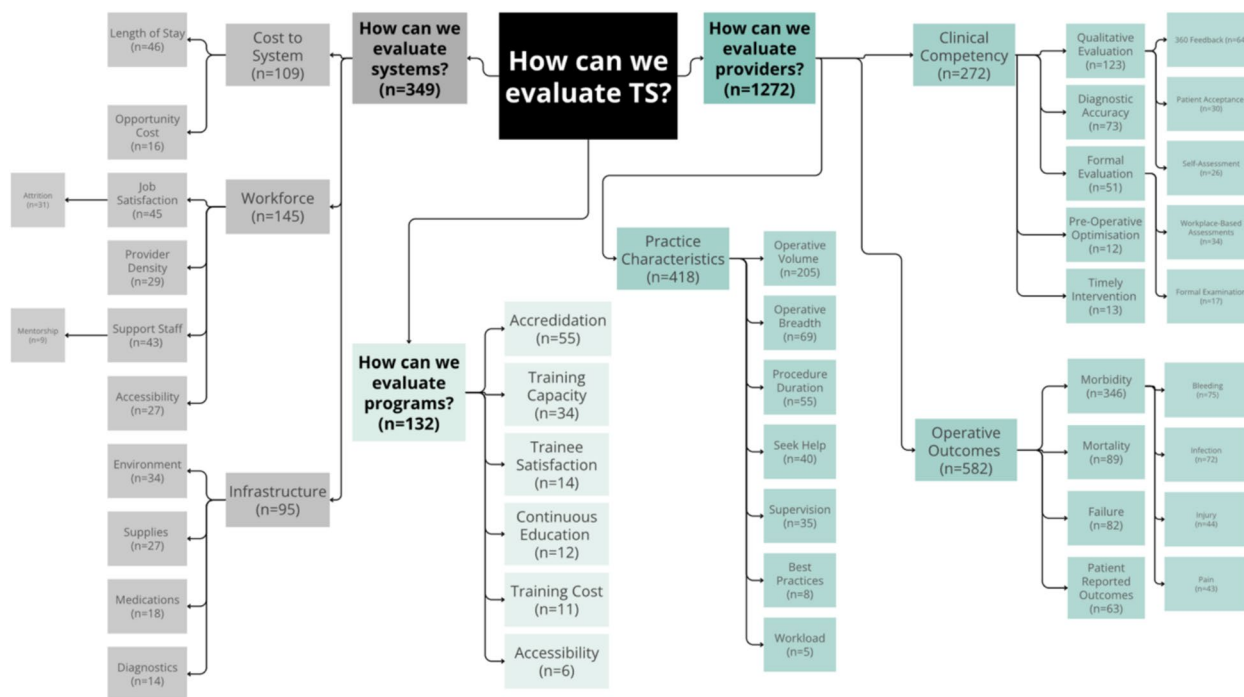 How can we
evaluate TS?
How can we
evaluate systems?
(n=349)
Cost to
System
(n=109)
Length of Stay
(n=46)
Opportunity
Cost
(n=16)
Workforce
(n=145)
Job
Satisfaction
(n=45
Attrition
(n=31)
Provider
Density
(n=29)
Support Staff
(n=43)
Mentorship
(n=9)
Accessibility
(n=27)
Infrastructure
(n=95)
Environment
(n=34)
Supplies
(n=27)
Medications
(n=18)
Diagnostics
(n=14)
How can we
evaluate
programs?
(n=132)
Accredidation
(n=55)
Training
Capacity
(n=34)
Trainee
Satisfaction
(n=14)
Continuous
Education
(n=12)
Training Cost
(n=11)
Accessibility
(n=6)
How can we
evaluate
providers?
(n=1272)
Practice
Characteristics
(n=418)
Operative
Volume
(n=205)
Operative
Breadth
(n=69)
Procedure
Duration
(n=55)
Seek Help
(n=40)
Supervision
(n=35)
Best
Practices
(n=8)
Workload
(n=5)
Clinical
Competency
(n=272)
Qualitative
Evaluation
(n=123)
360 Feedback (n=64
Patient Acceptance
(n=30)
Self-Assessment
(n=26)
Diagnostic
Accuracy
(n=73)
Formal
Evaluation
(n=51)
Workplace-Based
Assessments
(n=34)
Formal Examination
(n=17)
Pre-Operative
Optimisation
(n=12)
Timely
Intervention
(n=13)
Operative
Outcomes
(n=582)
Morbidity
(n=346)
Bleeding
(n=75)
Infection
(n=72)
Injury
(n=44)
Pain
(n=43)
Mortality
(n=89)
Failure
(n=82)
Patient
Reported
Outcomes
(n=63)